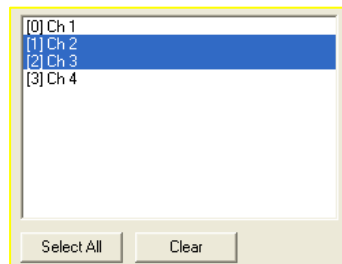 [0] Ch 1
[1] Ch 2
[2] Ch 3
[3] Ch 4
Select All Clear